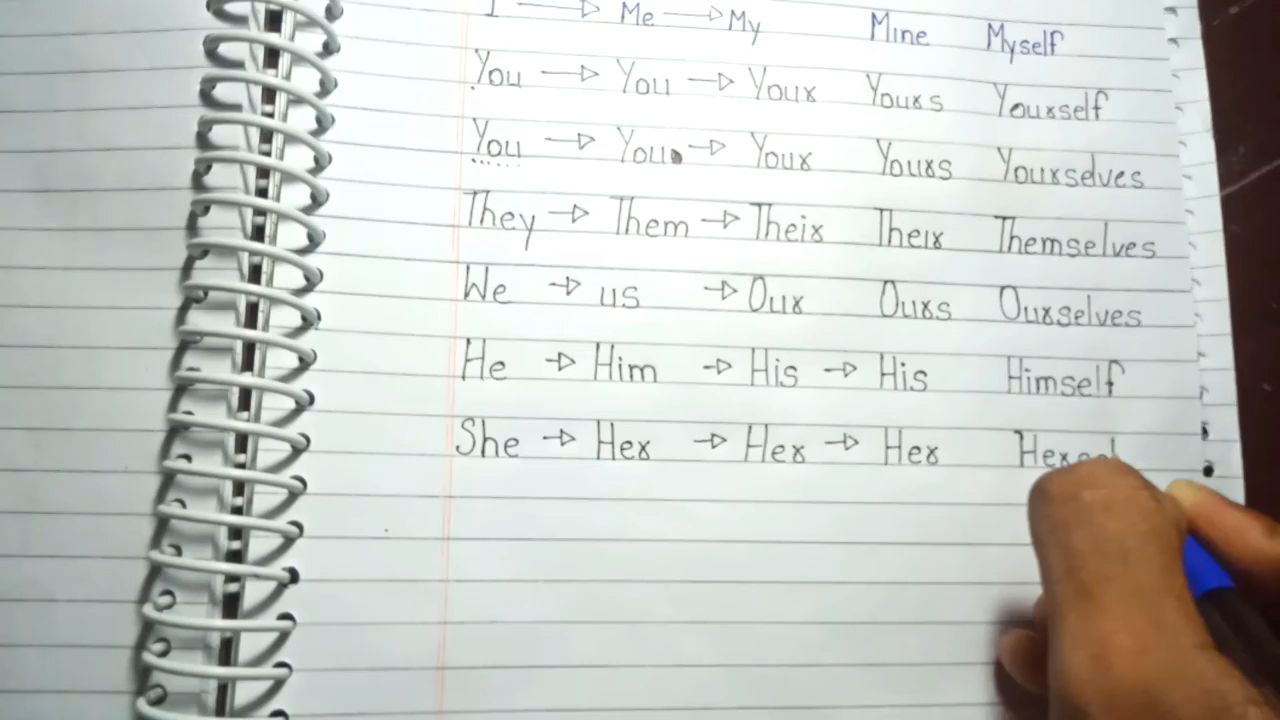 I → Me → My Mine Myself
You → You → Your Yours Yourself
You → You → Your Yours Yourselves
They → Them → Their Their Themselves
We → us → Our Ours Ourselves
He → Him → His → His Himself
She → Her → Her → Her